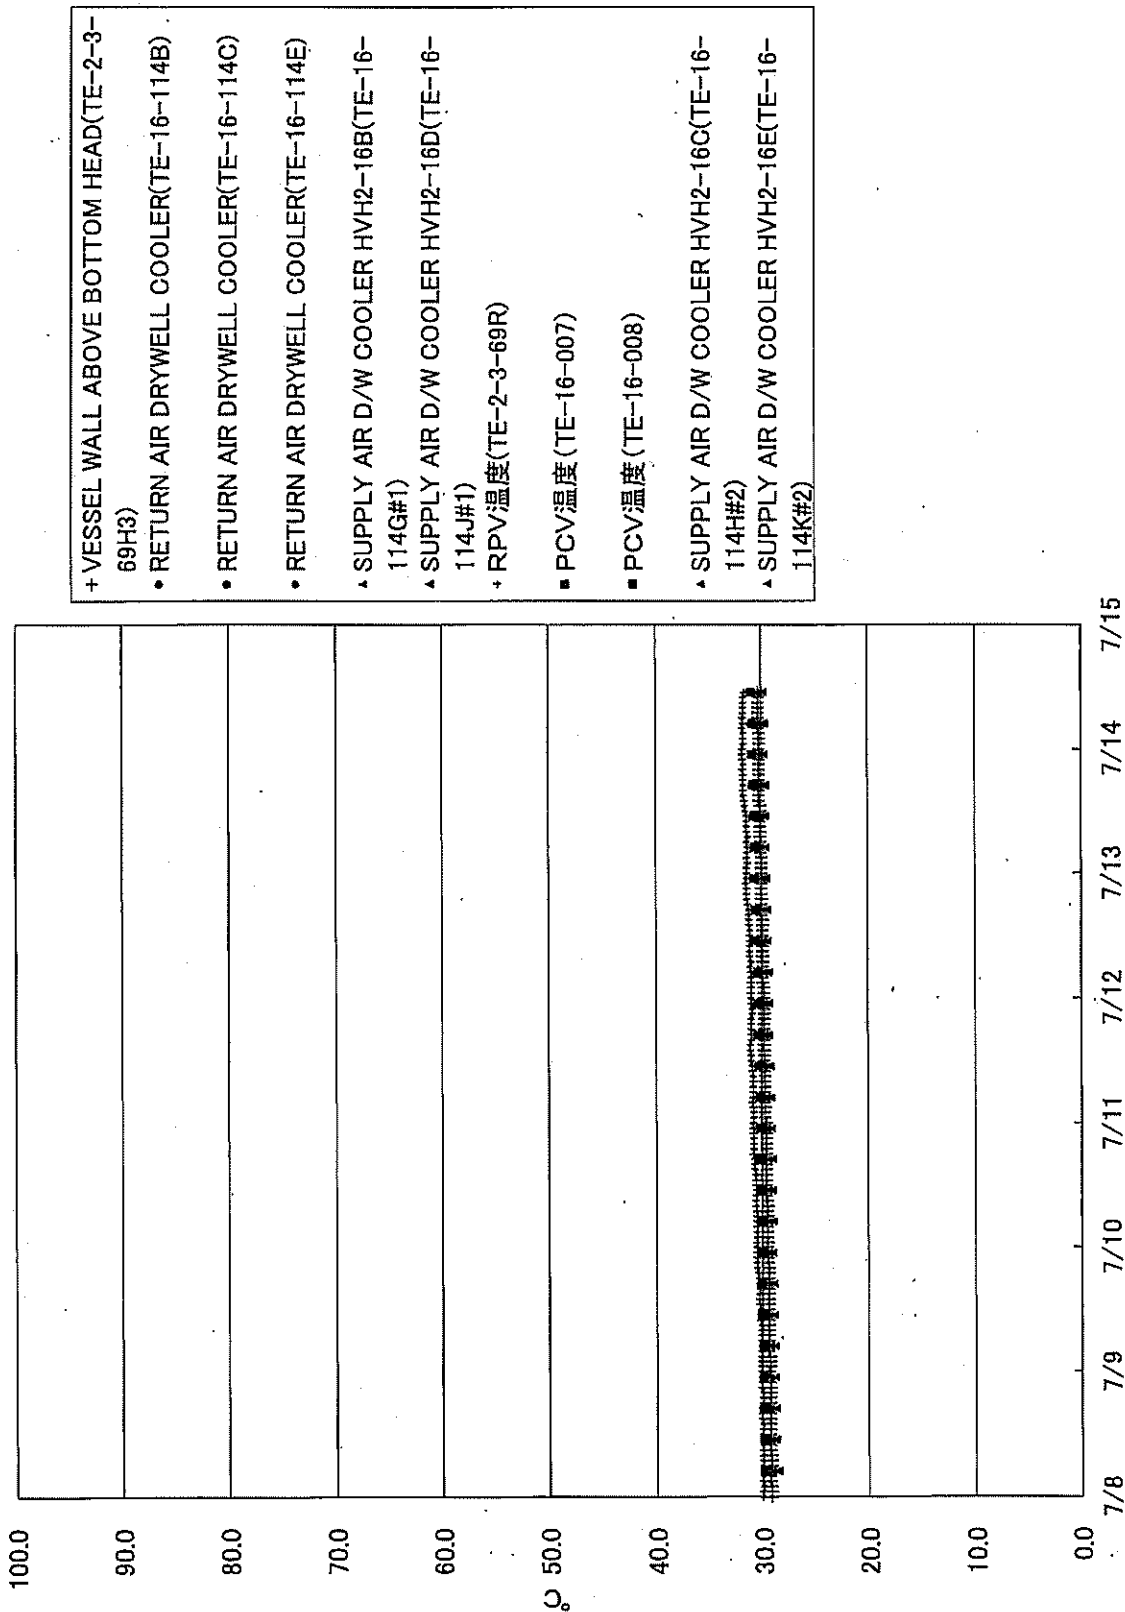 100.0
90.0
80.0
70.0
60.0
50.0
40.0
30.0
20.0
10.0
0.0
℃
7/8
7/9
7/10
7/11
7/12
7/13
7/14
7/15
+ VESSEL WALL ABOVE BOTTOM HEAD(TE-2-3-
69H3)
• RETURN AIR DRYWELL COOLER(TE-16-114B)
• RETURN AIR DRYWELL COOLER(TE-16-114C)
• RETURN AIR DRYWELL COOLER(TE-16-114E)
▲ SUPPLY AIR D/W COOLER HVH2-16B(TE-16-
114G#1)
▲ SUPPLY AIR D/W COOLER HVH2-16D(TE-16-
114J#1)
+ RPV温度(TE-2-3-69R)
■ PCV温度(TE-16-007)
■ PCV温度(TE-16-008)
▲ SUPPLY AIR D/W COOLER HVH2-16C(TE-16-
114H#2)
▲ SUPPLY AIR D/W COOLER HVH2-16E(TE-16-
114K#2)